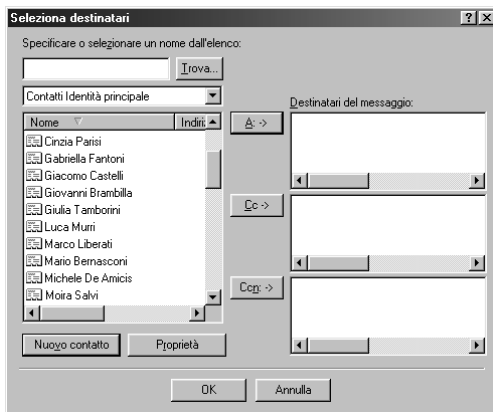 Seleziona destinatari
Specificare o selezionare un nome dall'elenco:
Trova...
Contatti Identità principale
Destinatari del messaggio:
Nome Indiri
A: ->
Cinzia Parisi
Gabriella Fantoni
Giacomo Castelli
Giovanni Brambilla
Giulia Tamborini
Cc ->
Luca Murri
Marco Liberati
Mario Bernasconi
Michele De Amicis
Ccn: ->
Moira Salvi
Nuovo contatto Proprietà
OK Annulla